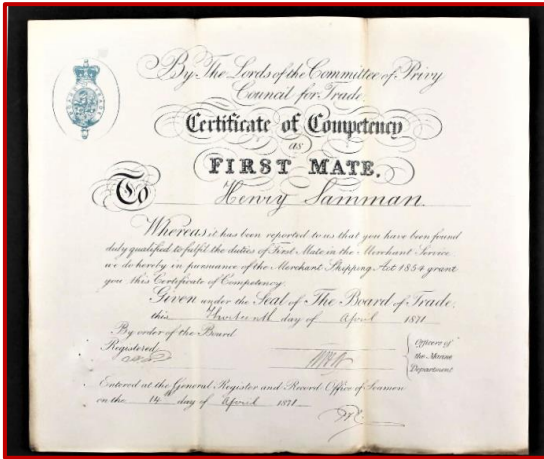 By The Lords of the Committee of Privy
Council for Trade
Certificate of Competency
as
FIRST MATE.
To Henry Samman.
Whereas it has been reported to us that you have been found
duly qualified to fulfil the duties of First Mate in the Merchant Service
we do hereby in pursuance of the Merchant Shipping Act 1854 grant
you this Certificate of Competency.
Given under the Seal of The Board of Trade.
this Thirteenth day of April 1871
By order of the Board
Registered
Officers of
the Marine
Department
Entered at the General Register and Record Office of Seamen
on the 14th day of April 1871